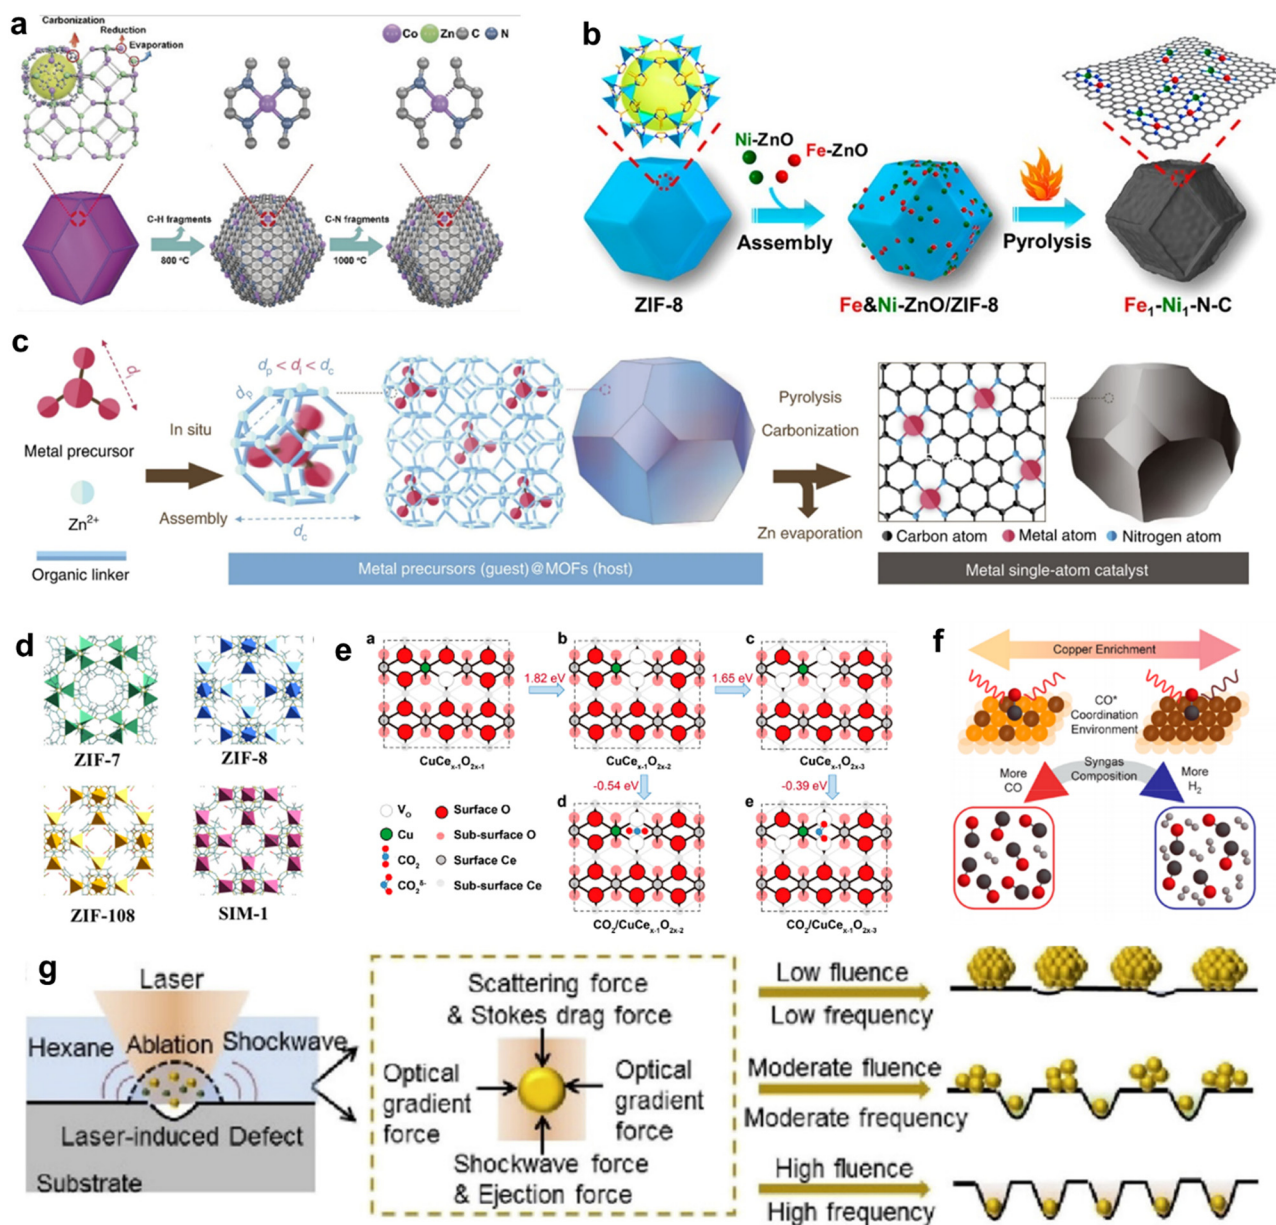 a
Carbonization
Reduction
Evaporation
Co Zn C N
C-H fragments
800 °C
C-N fragments
1000 °C
b
Ni-ZnO
Fe-ZnO
Assembly
Pyrolysis
ZIF-8
Fe&Ni-ZnO/ZIF-8
Fe₁-Ni₁-N-C
c
dᵢ
Metal precursor
Zn²⁺
Organic linker
In situ
Assembly
dₚ < dᵢ < d꜀
dₚ
d꜀
Metal precursors (guest)@MOFs (host)
Pyrolysis
Carbonization
Zn evaporation
Carbon atom Metal atom Nitrogen atom
Metal single-atom catalyst
d
ZIF-7
ZIF-8
ZIF-108
SIM-1
e
a
b
c
1.82 eV
1.65 eV
CuCeₓ₋₁O₂ₓ₋₁
CuCeₓ₋₁O₂ₓ₋₂
CuCeₓ₋₁O₂ₓ₋₃
-0.54 eV
-0.39 eV
d
e
V_O Surface O
Cu Sub-surface O
CO₂ Surface Ce
CO₂^δ- Sub-surface Ce
CO₂/CuCeₓ₋₁O₂ₓ₋₂
CO₂/CuCeₓ₋₁O₂ₓ₋₃
f
Copper Enrichment
CO*
Coordination
Environment
More
CO
Syngas
Composition
More
H₂
g
Laser
Hexane Ablation Shockwave
Laser-induced Defect
Substrate
Scattering force
& Stokes drag force
Optical
gradient
force
Optical
gradient
force
Shockwave force
& Ejection force
Low fluence
Low frequency
Moderate fluence
Moderate frequency
High fluence
High frequency